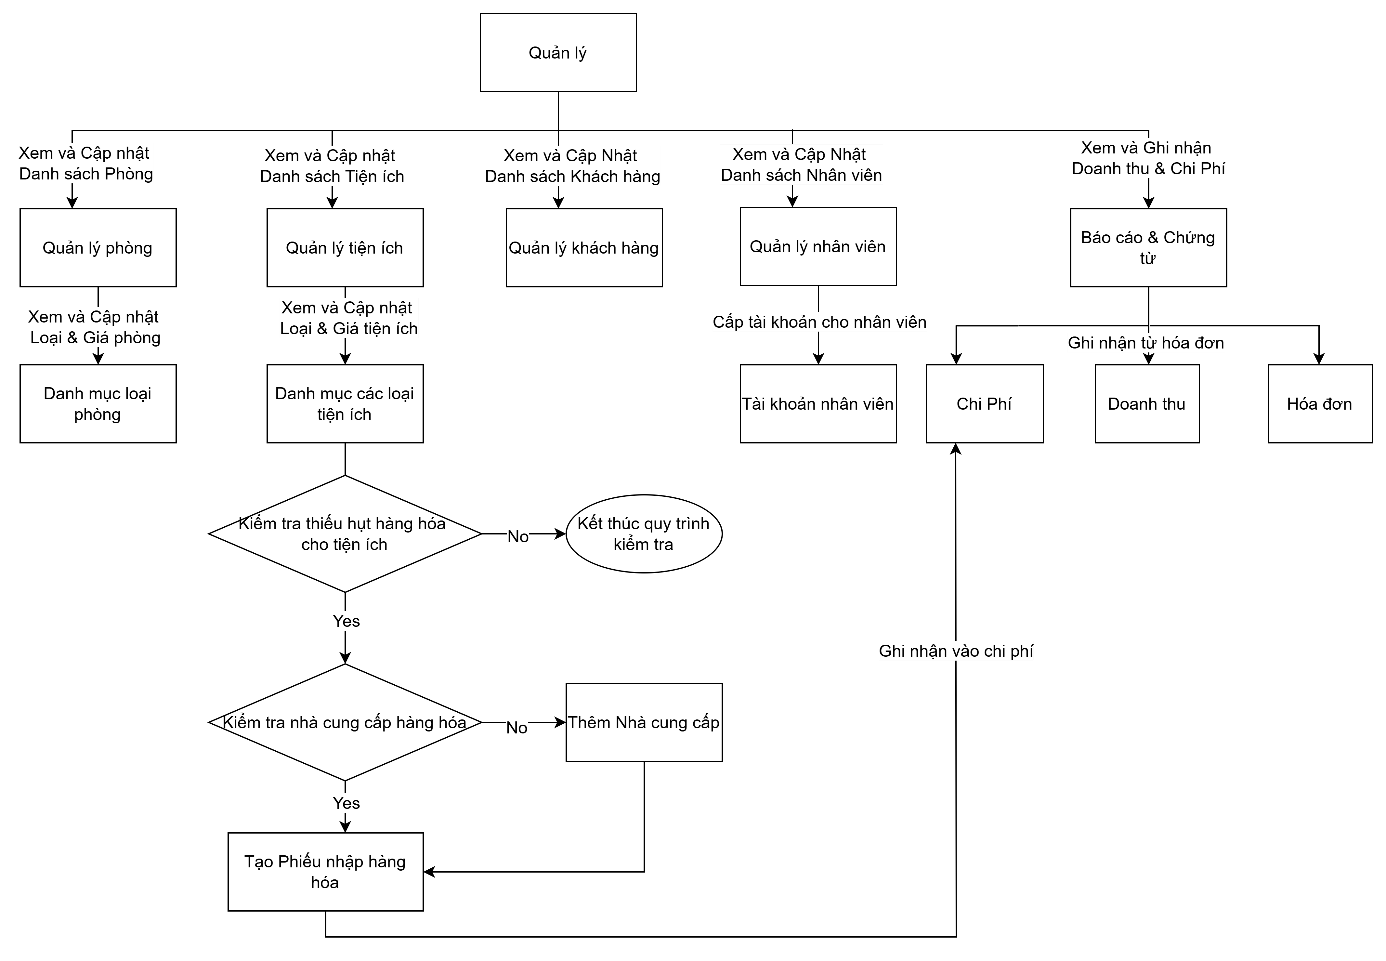 Quản lý
Xem và Cập nhật
Danh sách Phòng
Xem và Cập nhật
Danh sách Tiện ích
Xem và Cập Nhật
Danh sách Khách hàng
Xem và Cập Nhật
Danh sách Nhân viên
Xem và Ghi nhận
Doanh thu & Chi Phí
Quản lý phòng
Quản lý tiện ích
Quản lý khách hàng
Quản lý nhân viên
Báo cáo & Chứng
từ
Xem và Cập nhật
Loại & Giá phòng
Xem và Cập nhật
Loại & Giá tiện ích
Cấp tài khoản cho nhân viên
Ghi nhận từ hóa đơn
Danh mục loại
phòng
Danh mục các loại
tiện ích
Tài khoản nhân viên
Chi Phí
Doanh thu
Hóa đơn
Kiểm tra thiếu hụt hàng hóa
cho tiện ích
No
Kết thúc quy trình
kiểm tra
Yes
Ghi nhận vào chi phí
Kiểm tra nhà cung cấp hàng hóa
No
Thêm Nhà cung cấp
Yes
Tạo Phiếu nhập hàng
hóa